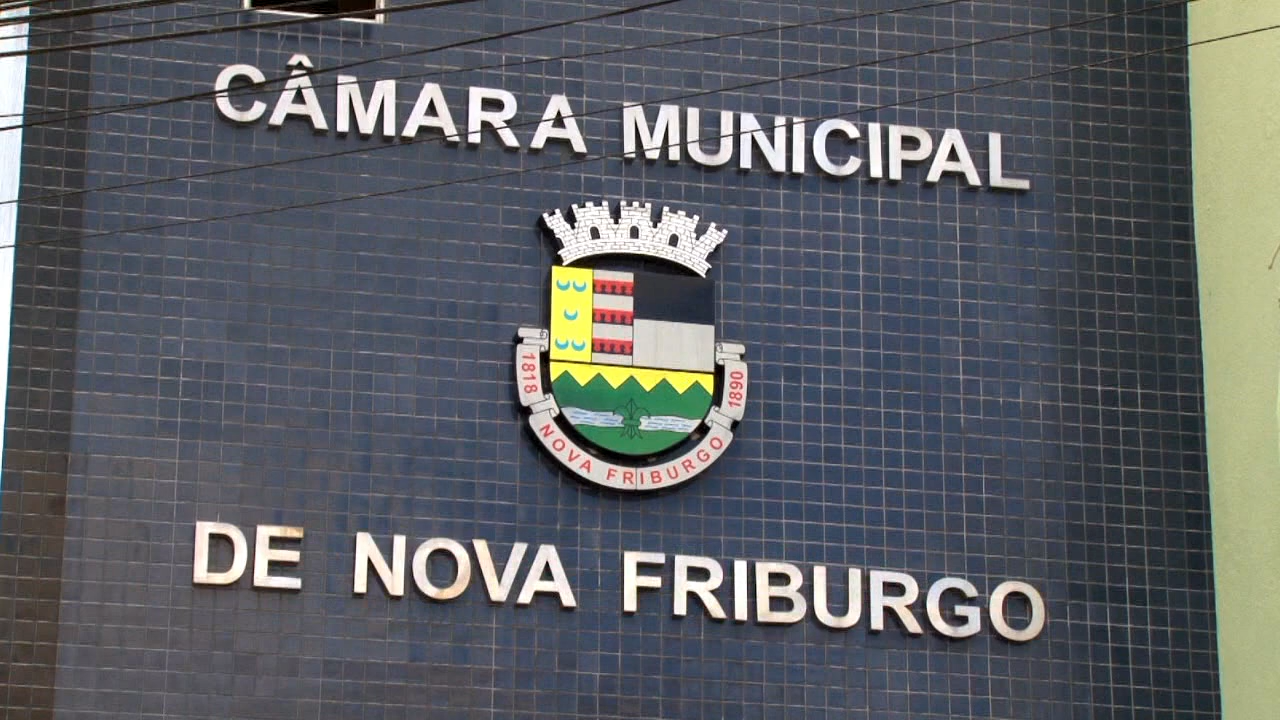 CÂMARA MUNICIPAL
1818
NOVA FRIBURGO
1890
DE NOVA FRIBURGO